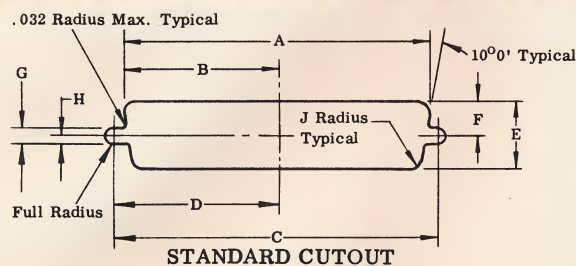 .032 Radius Max. Typical
A
10°0' Typical
B
G
H
J Radius
Typical
F
E
Full Radius
D
C
STANDARD CUTOUT